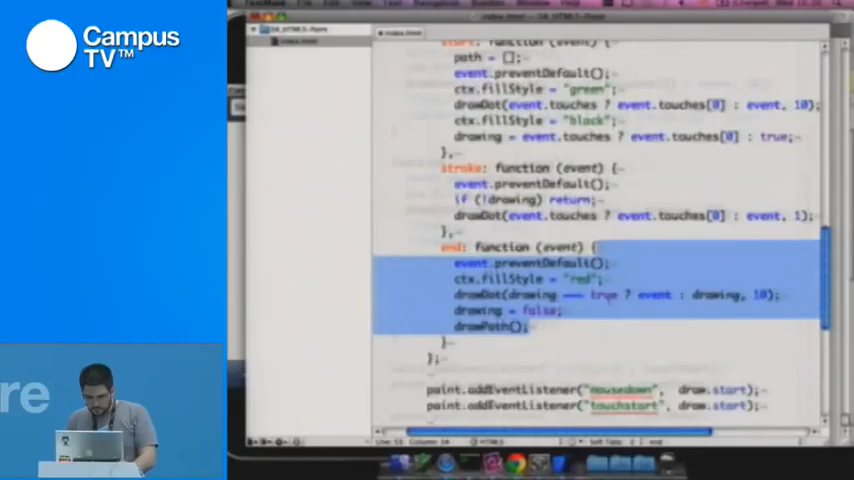 Campus
TV™
re
start: function (event) {
path = [];
event.preventDefault();
ctx.fillStyle = "green";
drawDot(event.touches ? event.touches[0] : event, 10);
ctx.fillStyle = "black";
drawing = event.touches ? event.touches[0] : true;
},
stroke: function (event) {
event.preventDefault();
if (!drawing) return;
drawDot(event.touches ? event.touches[0] : event, 1);
},
end: function (event) {
event.preventDefault();
ctx.fillStyle = "red";
drawDot(drawing === true ? event : drawing, 10);
drawing = false;
drawPath();
}
};
paint.addEventListener("mousedown", draw.start);
paint.addEventListener("touchstart", draw.start);